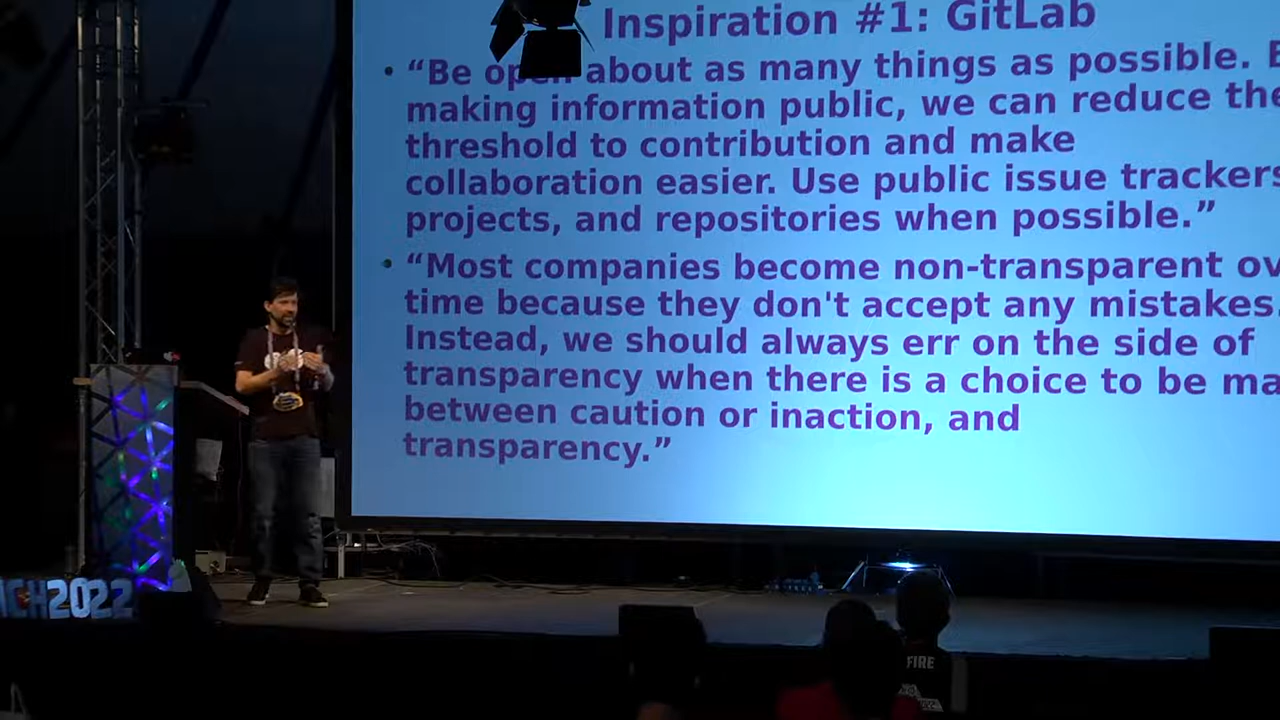 Inspiration #1: GitLab
• “Be open about as many things as possible.
making information public, we can reduce the
threshold to contribution and make
collaboration easier. Use public issue trackers
projects, and repositories when possible.”
• “Most companies become non-transparent ov
time because they don't accept any mistakes.
Instead, we should always err on the side of
transparency when there is a choice to be ma
between caution or inaction, and
transparency.”
MCH2022
FIRE